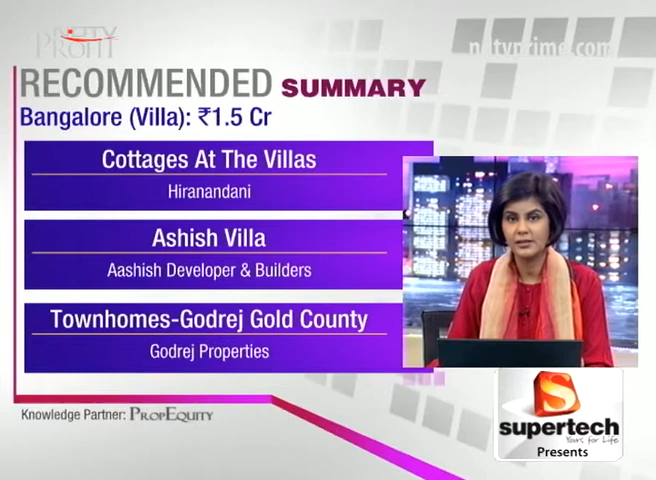 NDTV
PROFIT
ndtvprime.com
RECOMMENDED SUMMARY
Bangalore (Villa): ₹1.5 Cr
Cottages At The Villas
Hiranandani
Ashish Villa
Aashish Developer & Builders
Townhomes-Godrej Gold County
Godrej Properties
Knowledge Partner: PROPEQUITY
S
supertech
Yours for Life
Presents